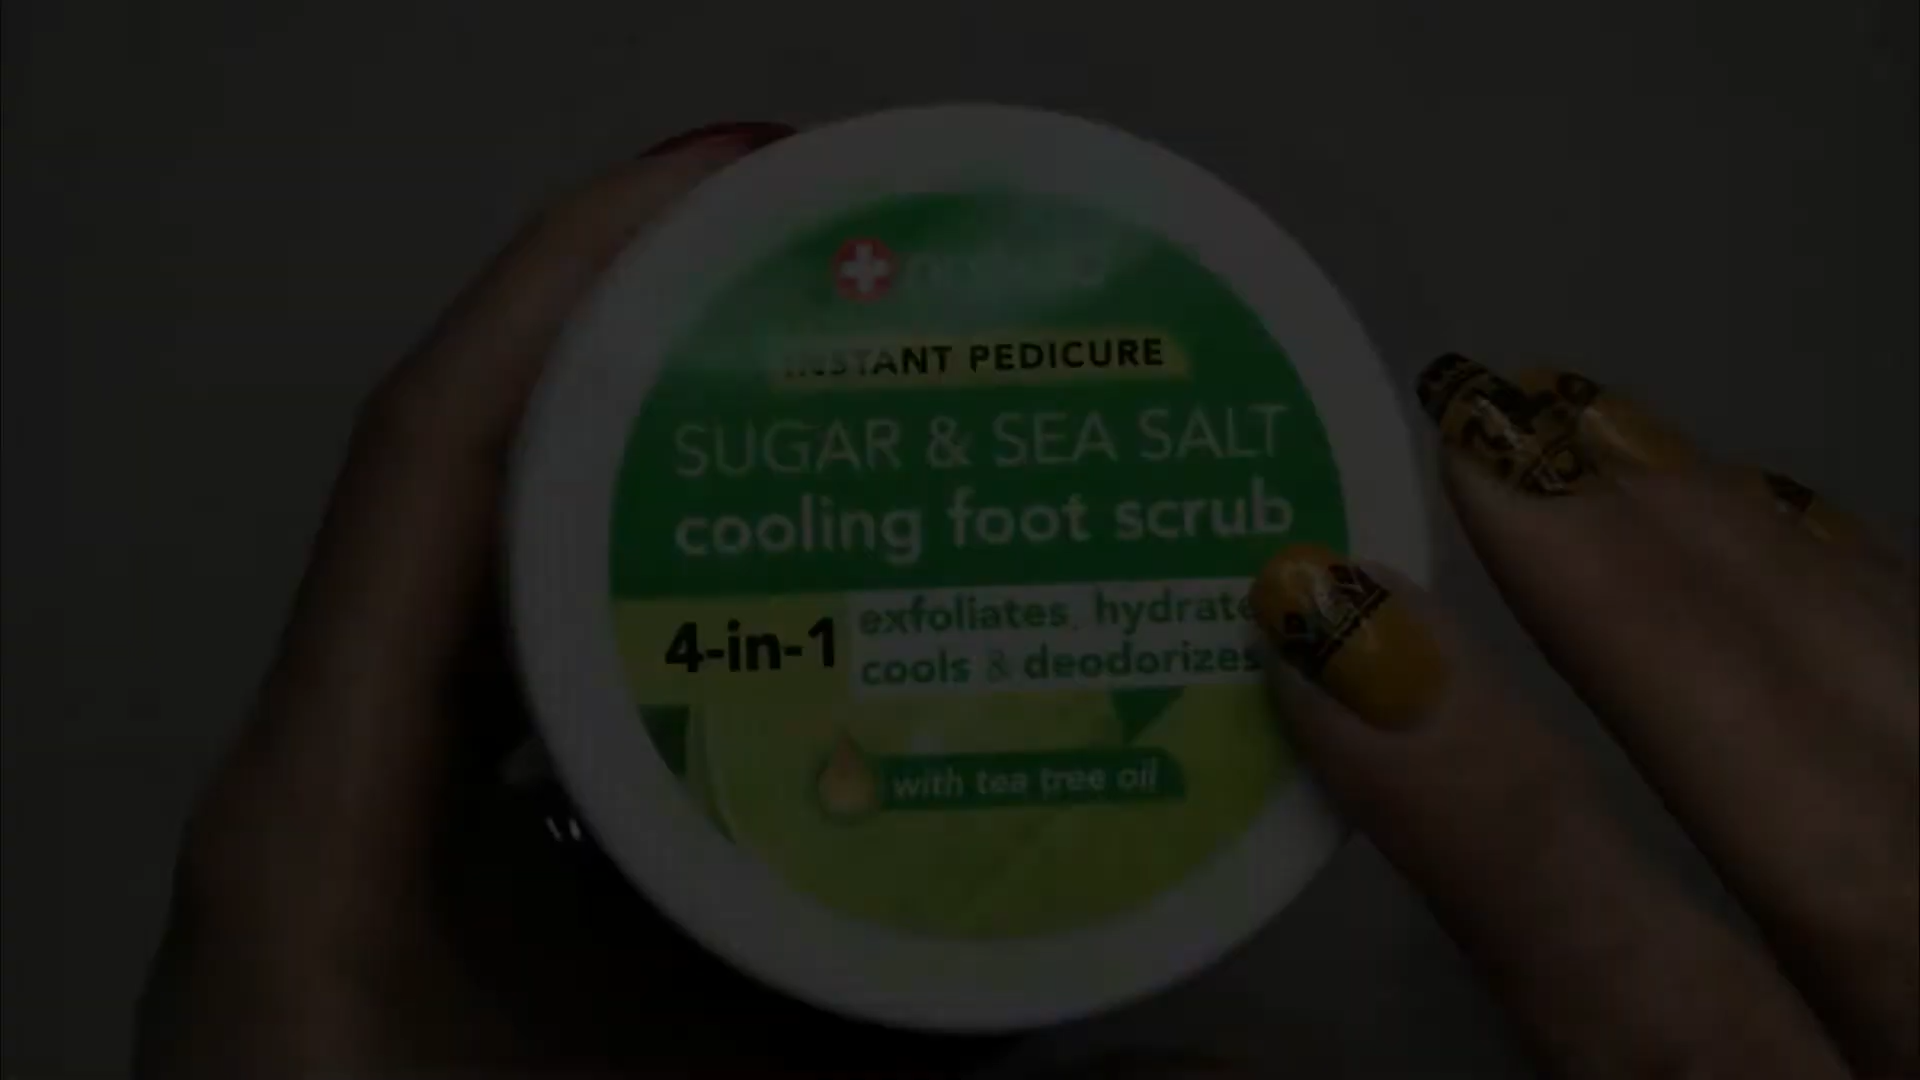 INSTANT PEDICURE
SUGAR & SEA SALT
cooling foot scrub
4-in-1
exfoliates, hydrate
cools & deodorizes
with tea tree oil